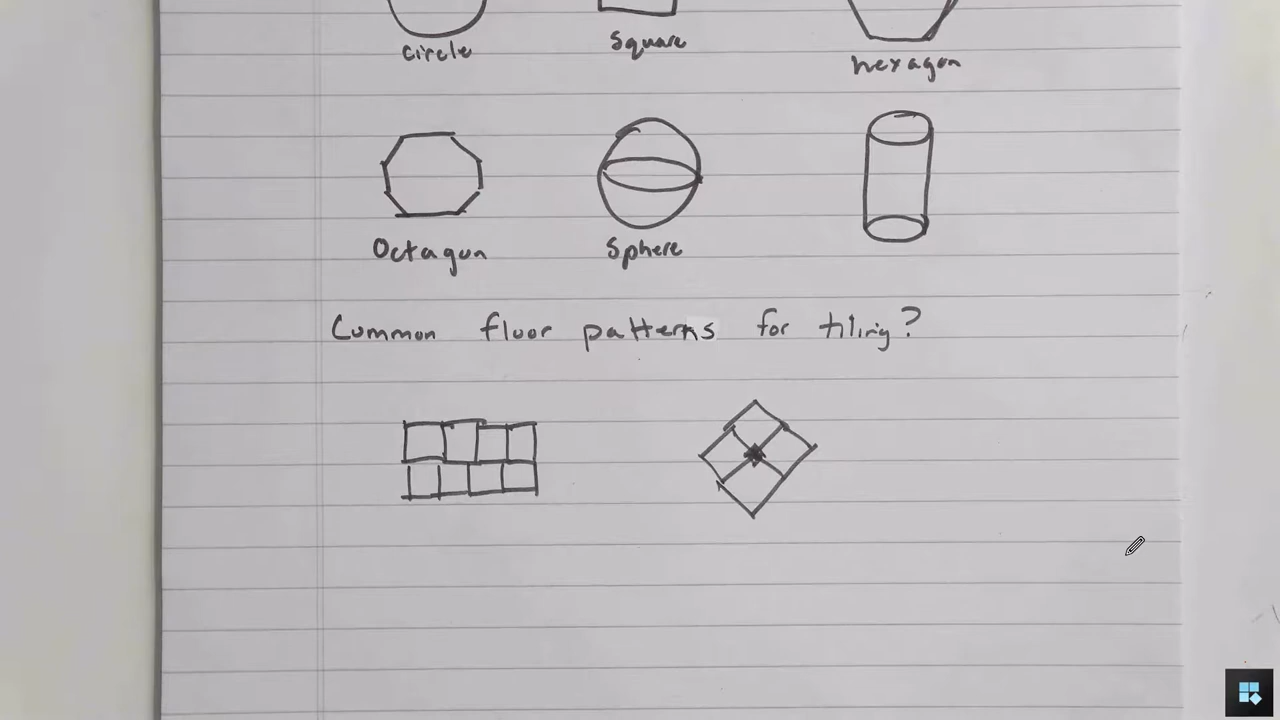 circle square hexagon
Octagon Sphere
Common floor patterns for tiling?